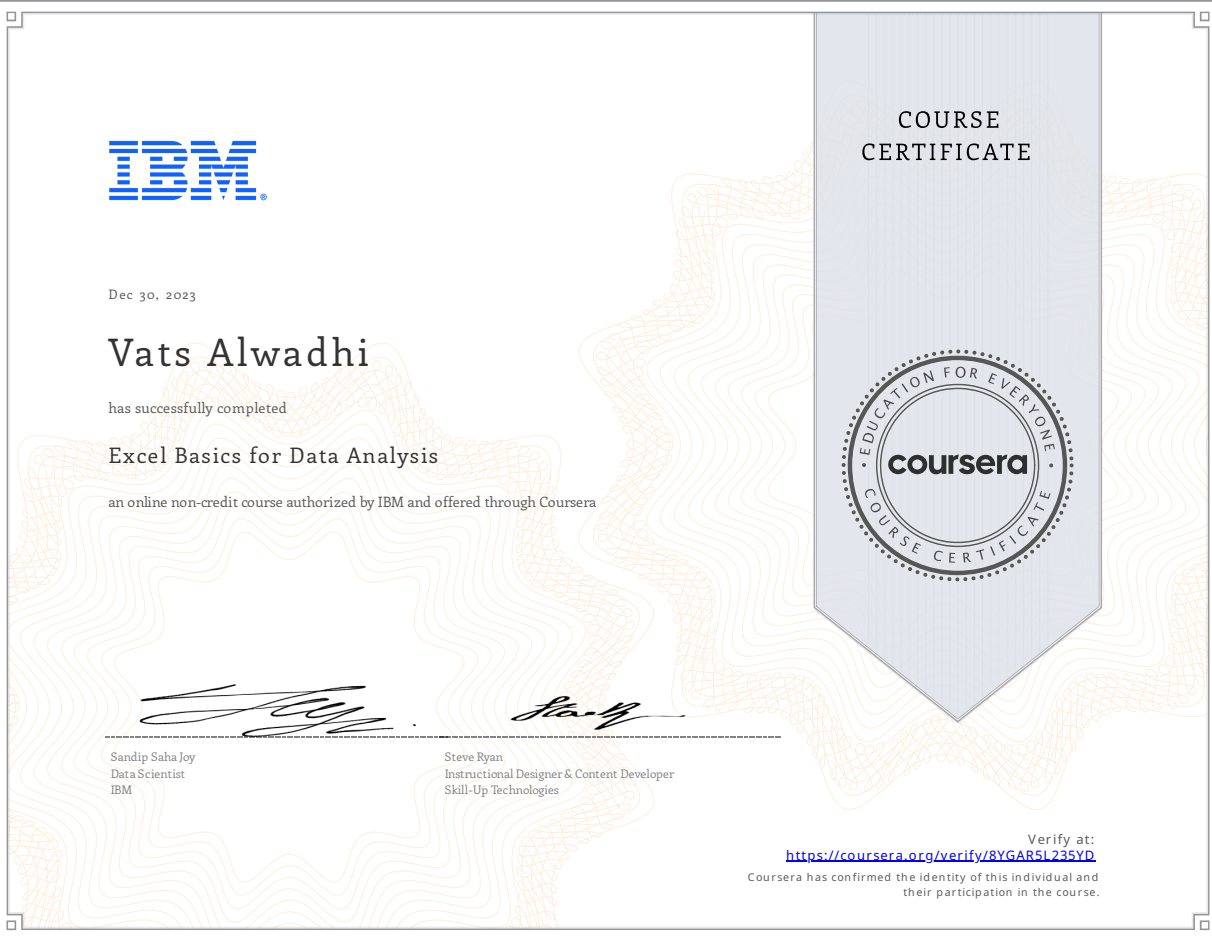 COURSE
CERTIFICATE
IBM®
Dec 30, 2023
Vats Alwadhi
has successfully completed
Excel Basics for Data Analysis
an online non-credit course authorized by IBM and offered through Coursera
EDUCATION FOR EVERYONE
coursera
COURSE CERTIFICATE
Sandip Saha Joy
Data Scientist
IBM
Steve Ryan
Instructional Designer & Content Developer
Skill-Up Technologies
Verify at:
https://coursera.org/verify/8YGAR5L235YD
Coursera has confirmed the identity of this individual and
their participation in the course.